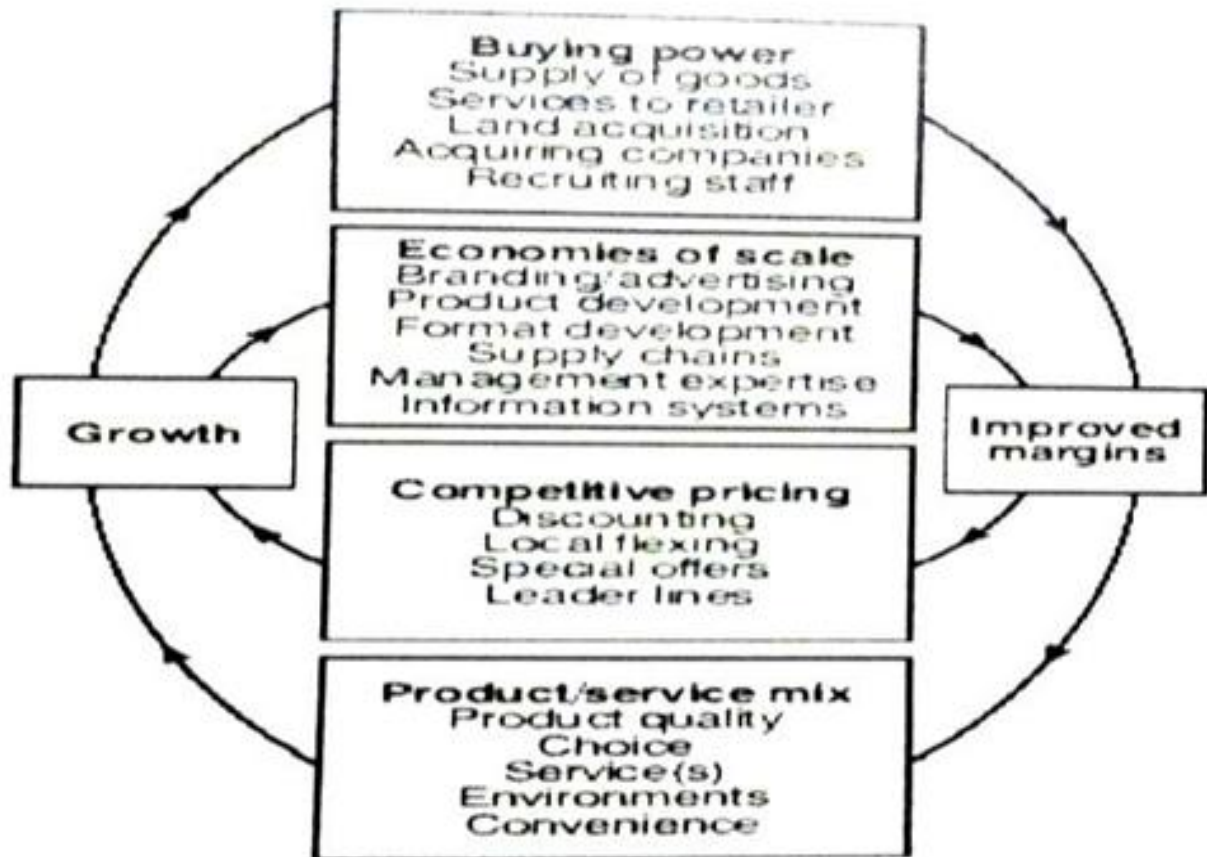 Buying power
Supply of goods
Services to retailer
Land acquisition
Acquiring companies
Recruiting staff
Economies of scale
Branding/advertising
Product development
Format development
Supply chains
Management expertise
Information systems
Growth
Improved
margins
Competitive pricing
Discounting
Local flexing
Special offers
Leader lines
Product/service mix
Product quality
Choice
Service(s)
Environments
Convenience